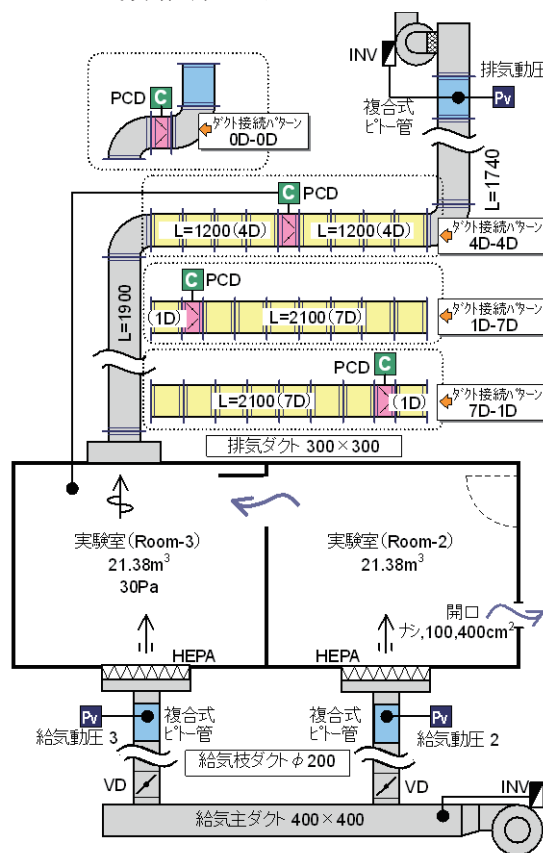 INV
排気動圧
PCD
C
Pv
複合式
ピトー管
ダクト接続パターン
0D-0D
L=1740
C
PCD
L=1200(4D)
L=1200(4D)
ダクト接続パターン
4D-4D
C
PCD
L=1900
(1D)
L=2100(7D)
ダクト接続パターン
1D-7D
PCD
C
L=2100(7D)
(1D)
ダクト接続パターン
7D-1D
排気ダクト 300×300
実験室(Room-3)
21.38m³
30Pa
実験室(Room-2)
21.38m³
開口
ナシ,100,400cm²
HEPA
HEPA
Pv
複合式
ピトー管
給気動圧 3
複合式
ピトー管
Pv
給気動圧 2
給気枝ダクトφ200
VD
VD
INV
給気主ダクト 400×400